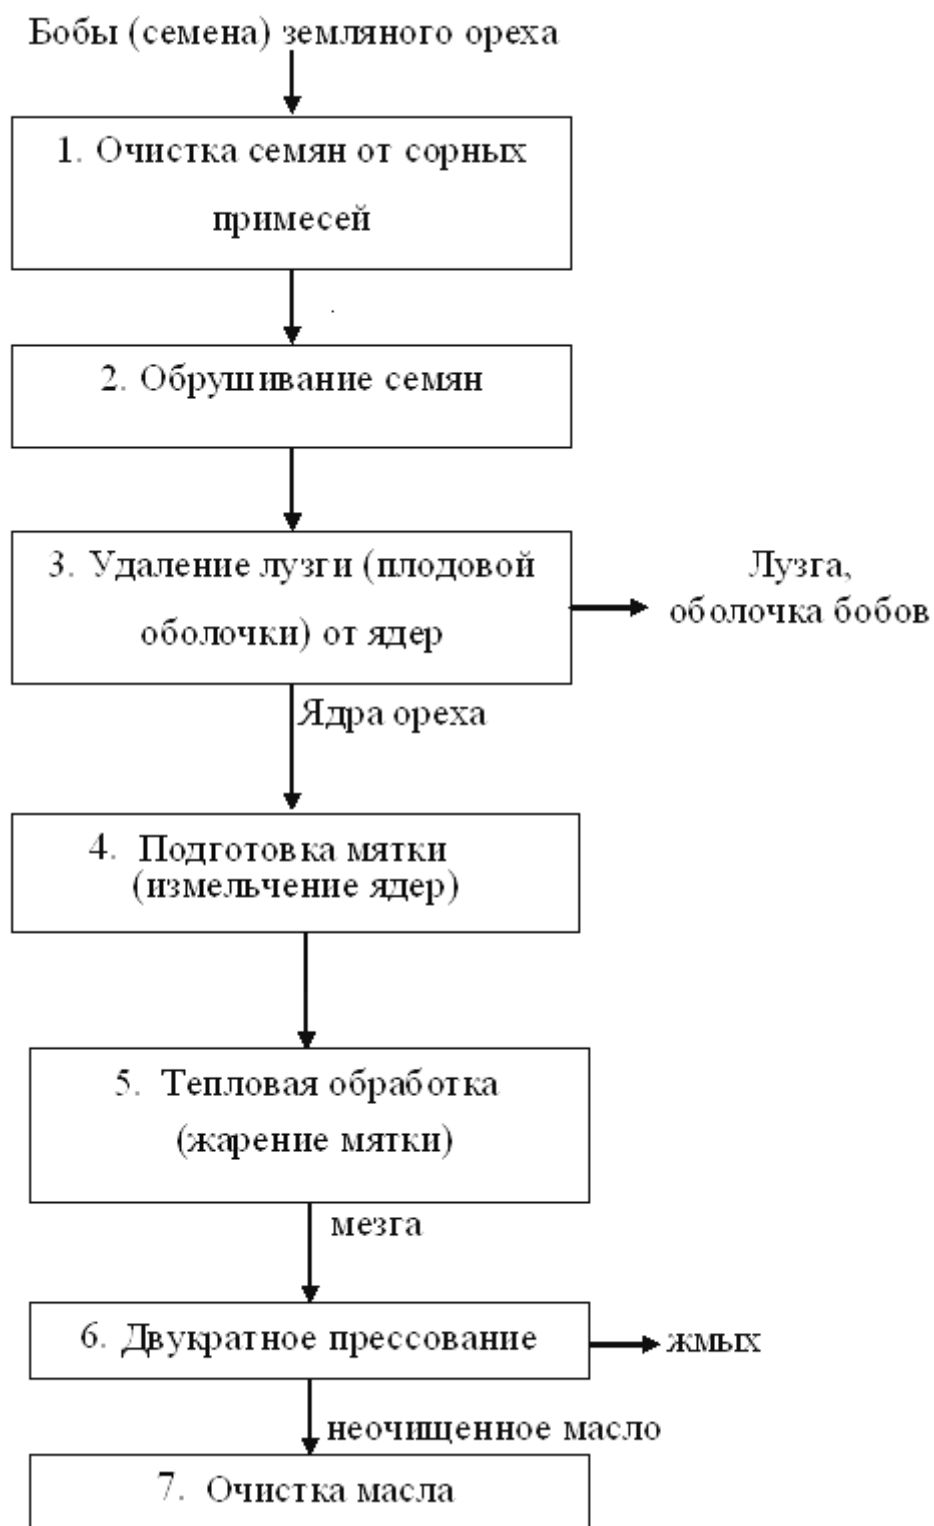 Бобы (семена) земляного ореха
1. Очистка семян от сорных
примесей
2. Обрушивание семян
3. Удаление лузги (плодовой
оболочки) от ядер
Лузга,
оболочка бобов
Ядра ореха
4. Подготовка мятки
(измельчение ядер)
5. Тепловая обработка
(жарение мятки)
мезга
6. Двукратное прессование
жмых
неочищенное масло
7. Очистка масла